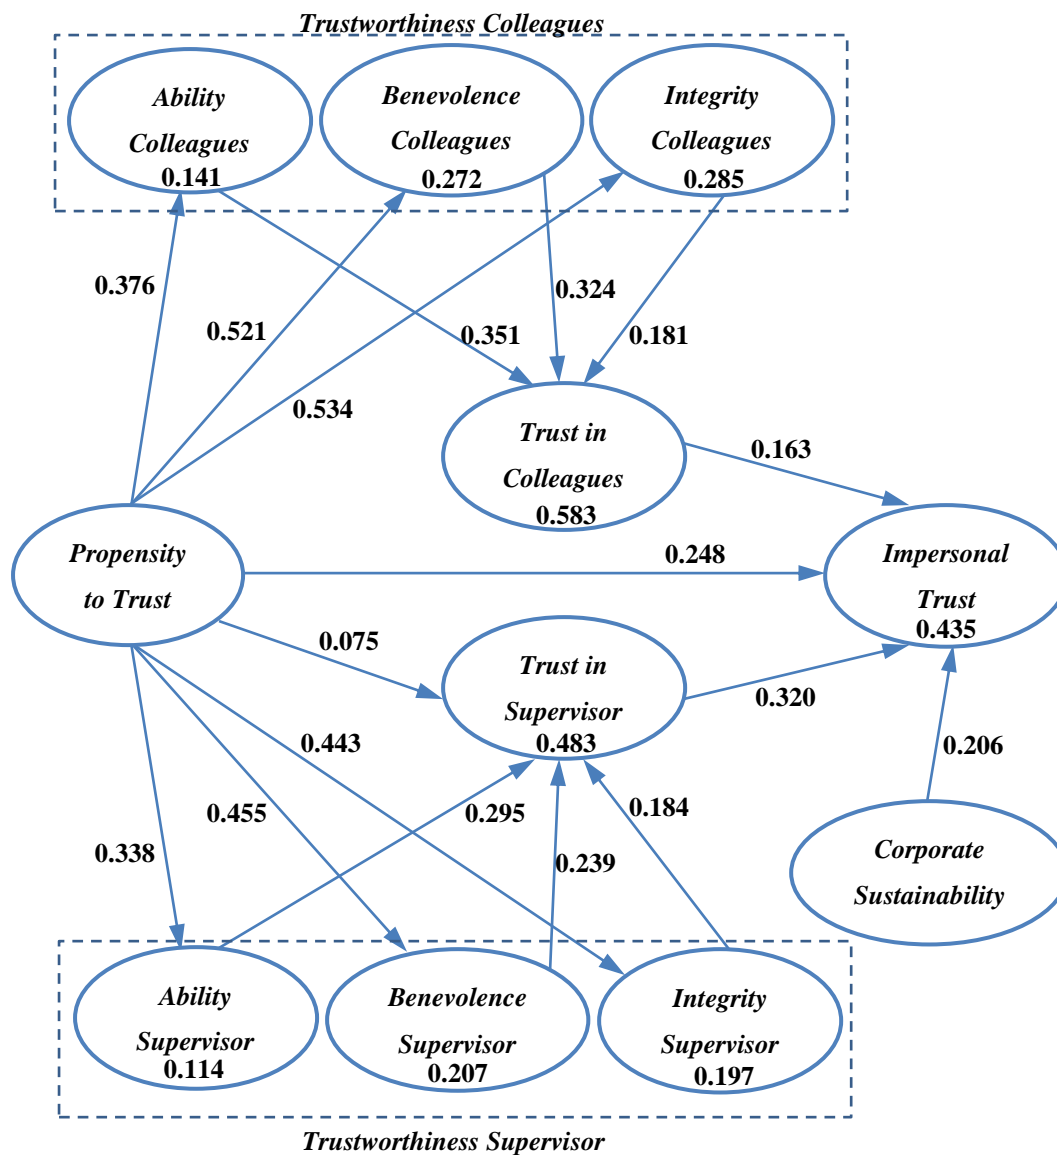 Trustworthiness Colleagues
Ability
Colleagues
0.141
Benevolence
Colleagues
0.272
Integrity
Colleagues
0.285
0.376
0.521
0.534
0.351
0.324
0.181
Trust in
Colleagues
0.583
0.163
Propensity
to Trust
0.248
Impersonal
Trust
0.435
0.075
Trust in
Supervisor
0.483
0.320
0.206
0.443
0.455
0.338
0.295
0.239
0.184
Corporate
Sustainability
Ability
Supervisor
0.114
Benevolence
Supervisor
0.207
Integrity
Supervisor
0.197
Trustworthiness Supervisor